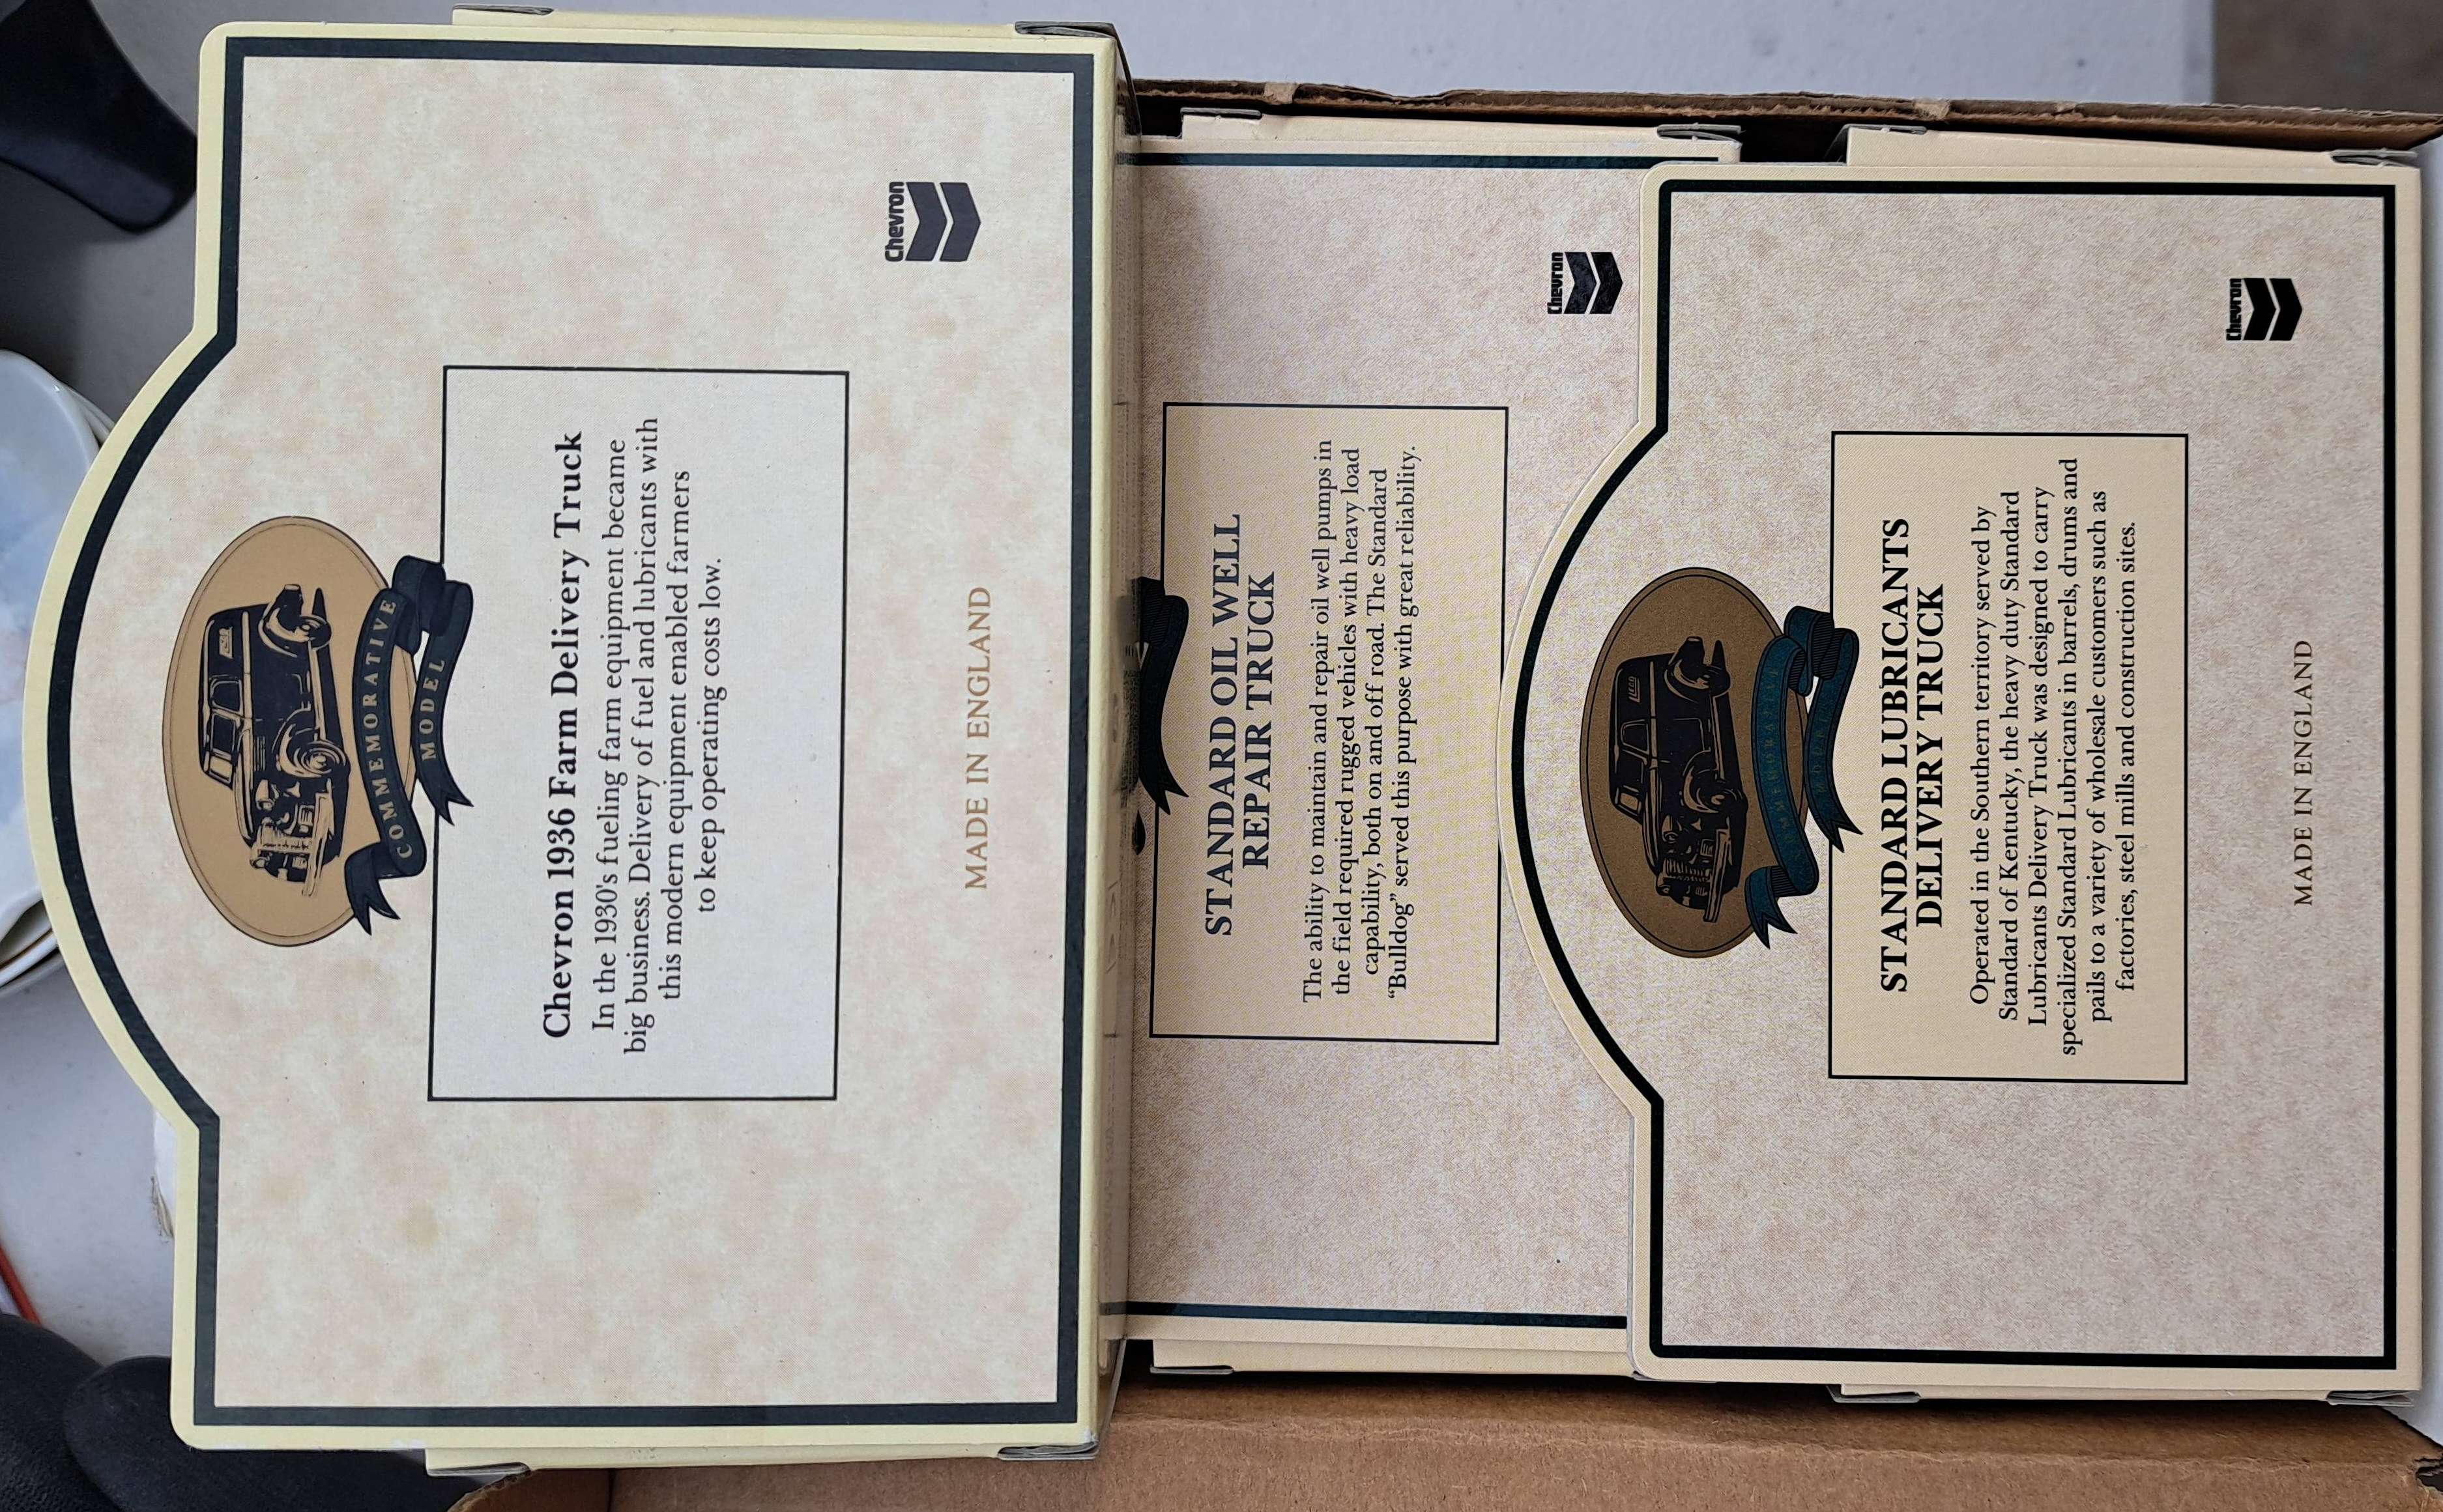 COMMEMORATIVE
MODEL
Chevron 1936 Farm Delivery Truck
In the 1930's fueling farm equipment became
big business. Delivery of fuel and lubricants with
this modern equipment enabled farmers
to keep operating costs low.
Chevron
MADE IN ENGLAND
STANDARD OIL WELL
REPAIR TRUCK
The ability to maintain and repair oil well pumps in
the field required rugged vehicles with heavy load
capability, both on and off road. The Standard
“Bulldog” served this purpose with great reliability.
Chevron
COMMEMORATIVE
MODEL
STANDARD LUBRICANTS
DELIVERY TRUCK
Operated in the Southern territory served by
Standard of Kentucky, the heavy duty Standard
Lubricants Delivery Truck was designed to carry
specialized Standard Lubricants in barrels, drums and
pails to a variety of wholesale customers such as
factories, steel mills and construction sites.
Chevron
MADE IN ENGLAND